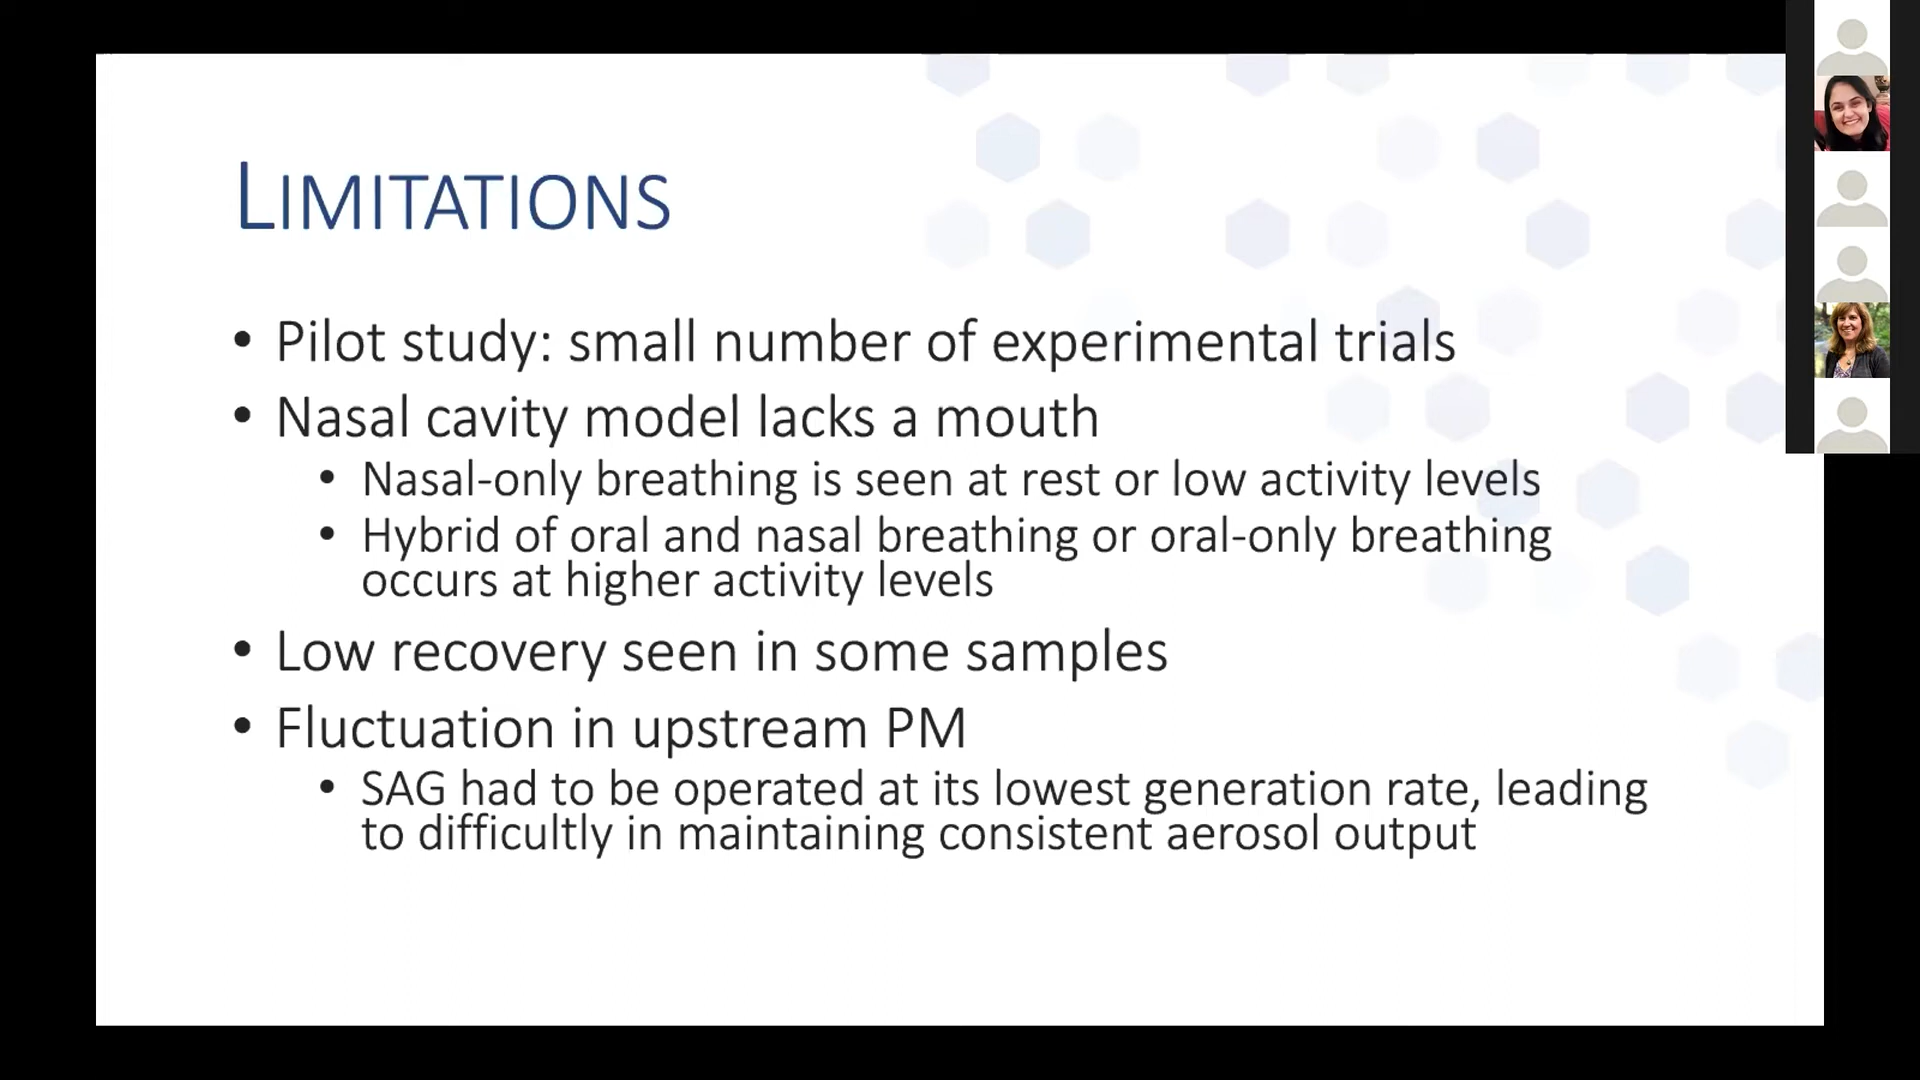 LIMITATIONS
• Pilot study: small number of experimental trials
• Nasal cavity model lacks a mouth
• Nasal-only breathing is seen at rest or low activity levels
• Hybrid of oral and nasal breathing or oral-only breathing
occurs at higher activity levels
• Low recovery seen in some samples
• Fluctuation in upstream PM
• SAG had to be operated at its lowest generation rate, leading
to difficultly in maintaining consistent aerosol output